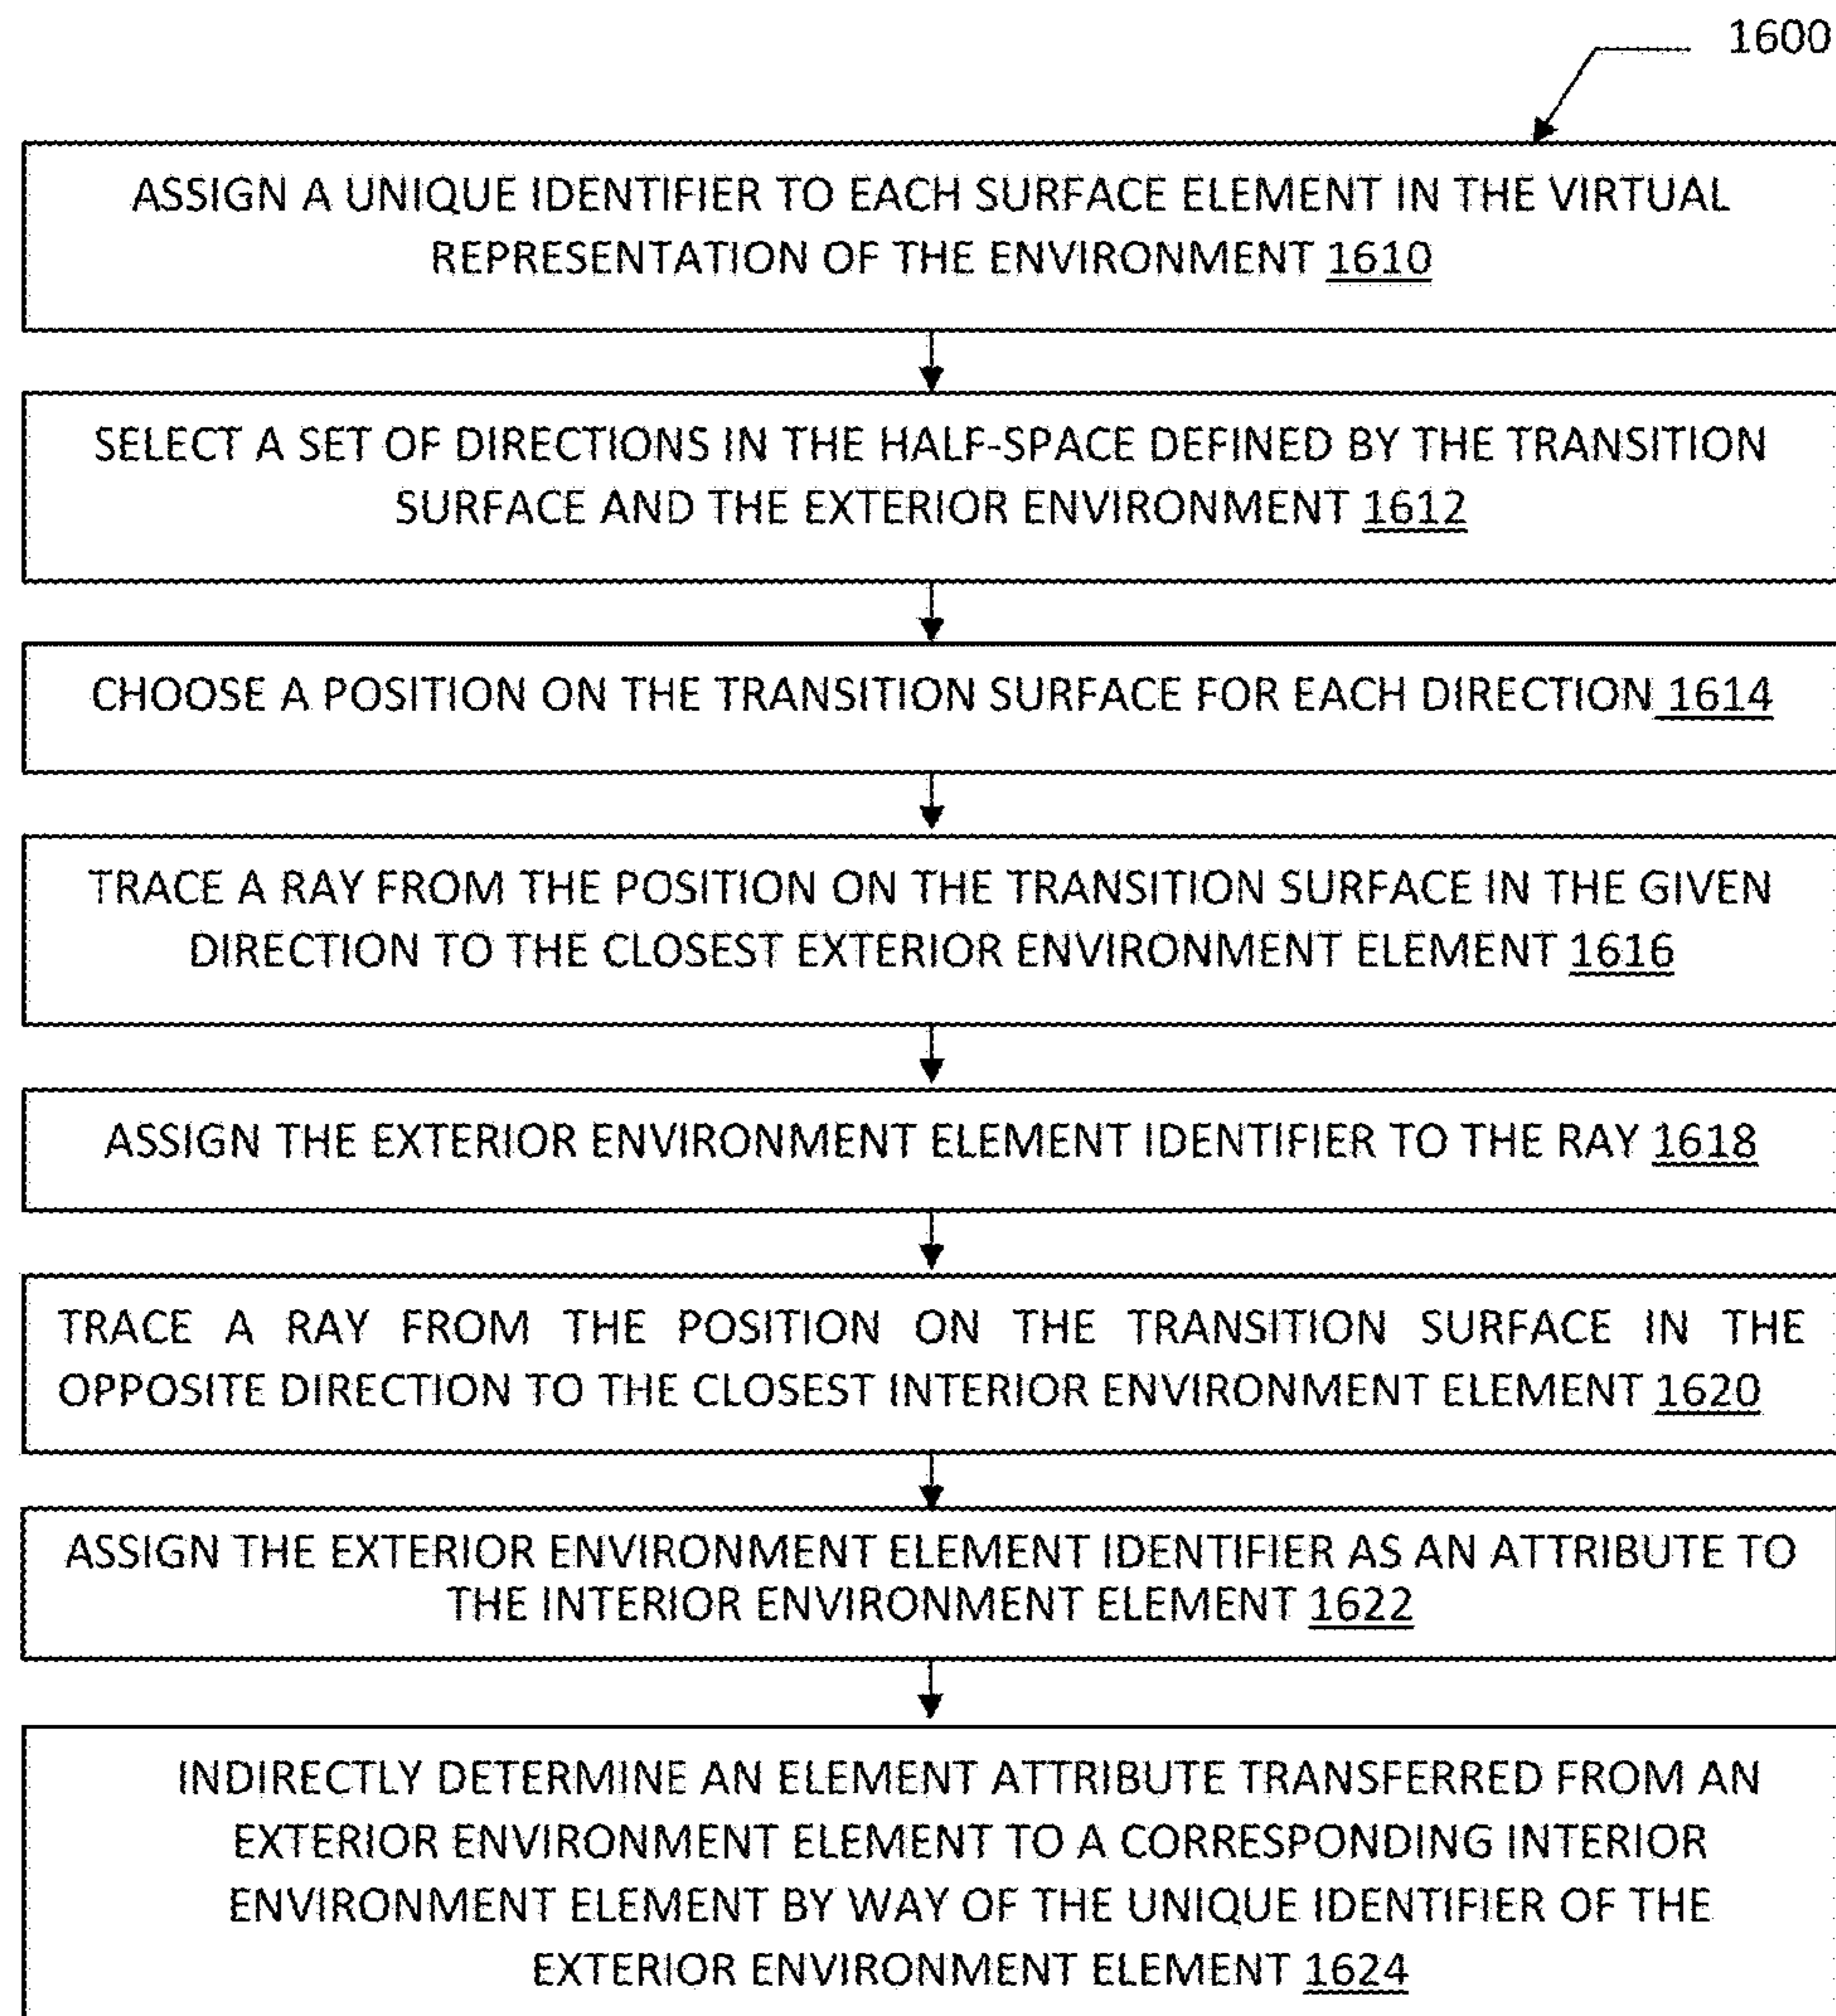 1600
ASSIGN A UNIQUE IDENTIFIER TO EACH SURFACE ELEMENT IN THE VIRTUAL
REPRESENTATION OF THE ENVIRONMENT 1610
SELECT A SET OF DIRECTIONS IN THE HALF-SPACE DEFINED BY THE TRANSITION
SURFACE AND THE EXTERIOR ENVIRONMENT 1612
CHOOSE A POSITION ON THE TRANSITION SURFACE FOR EACH DIRECTION 1614
TRACE A RAY FROM THE POSITION ON THE TRANSITION SURFACE IN THE GIVEN
DIRECTION TO THE CLOSEST EXTERIOR ENVIRONMENT ELEMENT 1616
ASSIGN THE EXTERIOR ENVIRONMENT ELEMENT IDENTIFIER TO THE RAY 1618
TRACE A RAY FROM THE POSITION ON THE TRANSITION SURFACE IN THE
OPPOSITE DIRECTION TO THE CLOSEST INTERIOR ENVIRONMENT ELEMENT 1620
ASSIGN THE EXTERIOR ENVIRONMENT ELEMENT IDENTIFIER AS AN ATTRIBUTE TO
THE INTERIOR ENVIRONMENT ELEMENT 1622
INDIRECTLY DETERMINE AN ELEMENT ATTRIBUTE TRANSFERRED FROM AN
EXTERIOR ENVIRONMENT ELEMENT TO A CORRESPONDING INTERIOR
ENVIRONMENT ELEMENT BY WAY OF THE UNIQUE IDENTIFIER OF THE
EXTERIOR ENVIRONMENT ELEMENT 1624